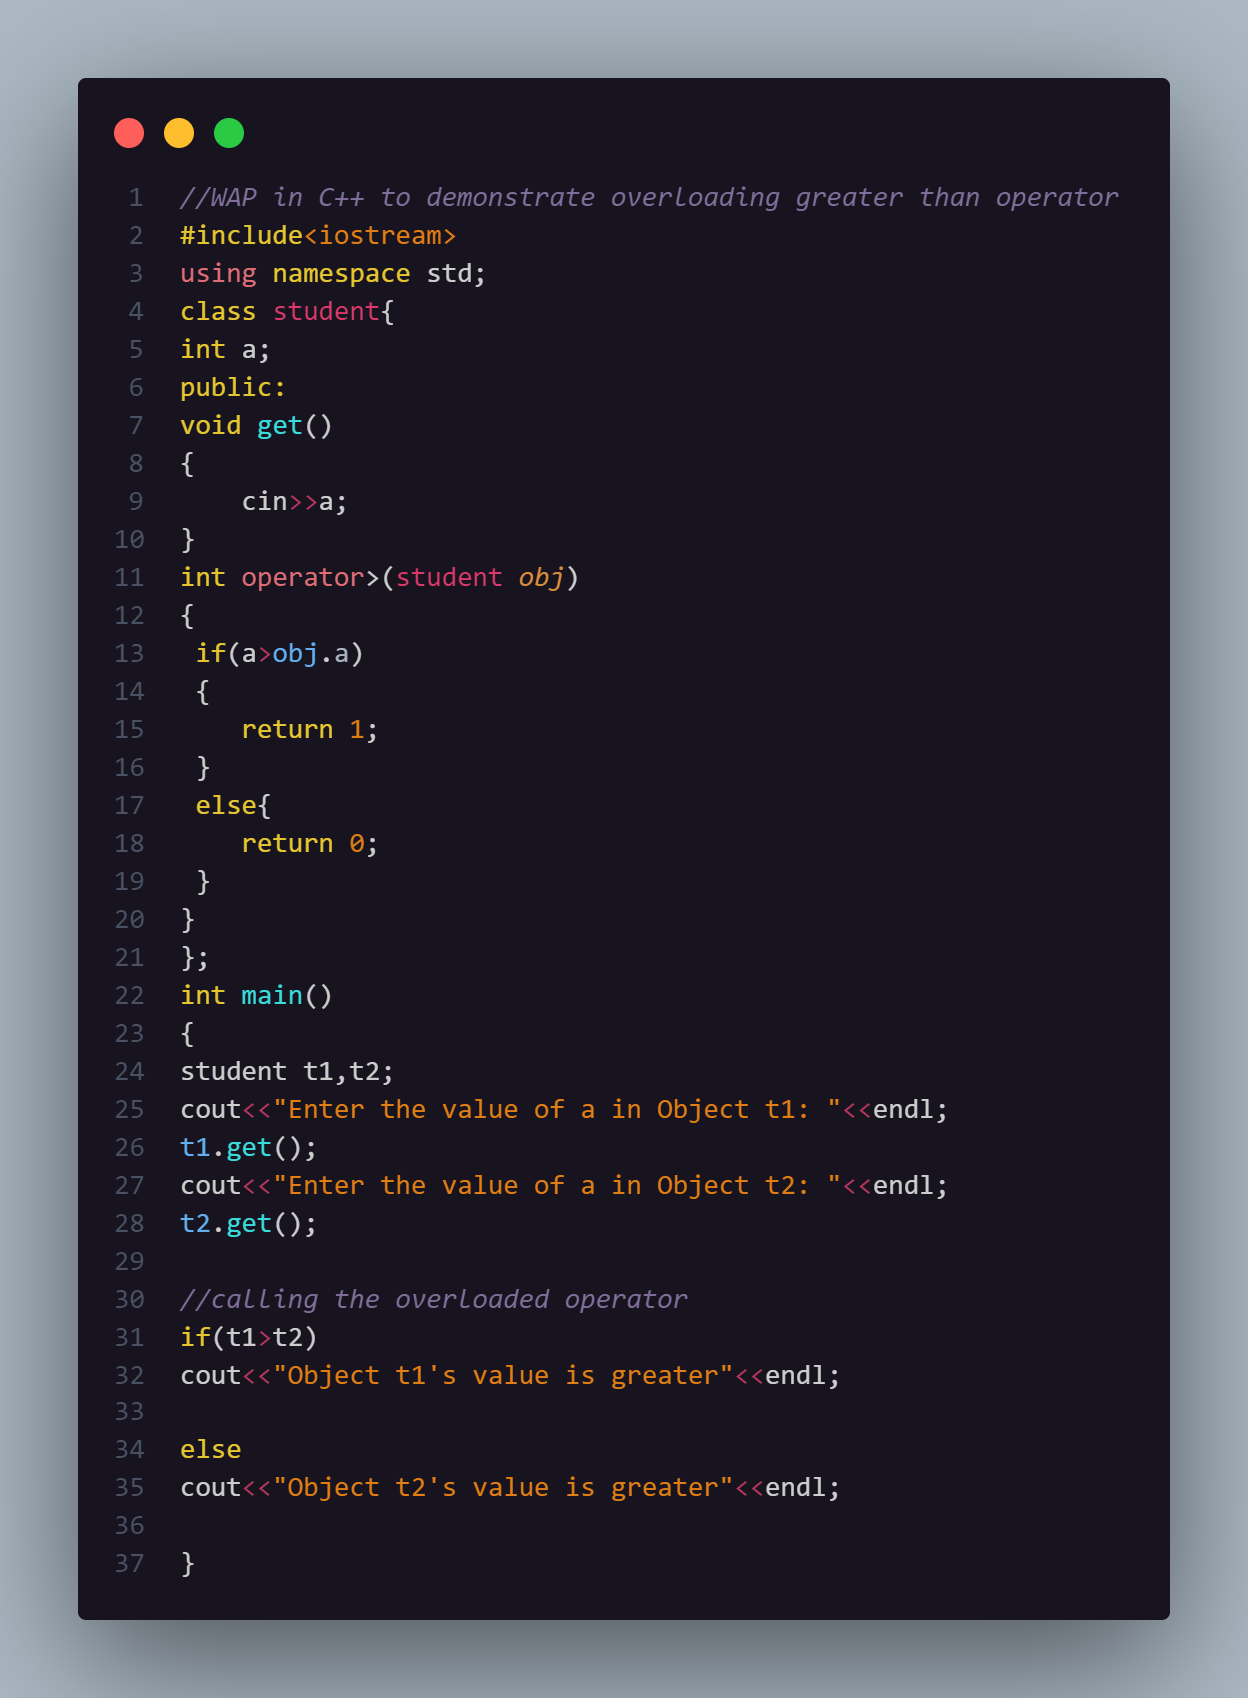 1 //WAP in C++ to demonstrate overloading greater than operator
2 #include<iostream>
3 using namespace std;
4 class student{
5 int a;
6 public:
7 void get()
8 {
9     cin>>a;
10 }
11 int operator>(student obj)
12 {
13  if(a>obj.a)
14  {
15     return 1;
16  }
17  else{
18     return 0;
19  }
20 }
21 };
22 int main()
23 {
24 student t1,t2;
25 cout<<"Enter the value of a in Object t1: "<<endl;
26 t1.get();
27 cout<<"Enter the value of a in Object t2: "<<endl;
28 t2.get();
29
30 //calling the overloaded operator
31 if(t1>t2)
32 cout<<"Object t1's value is greater"<<endl;
33
34 else
35 cout<<"Object t2's value is greater"<<endl;
36
37 }